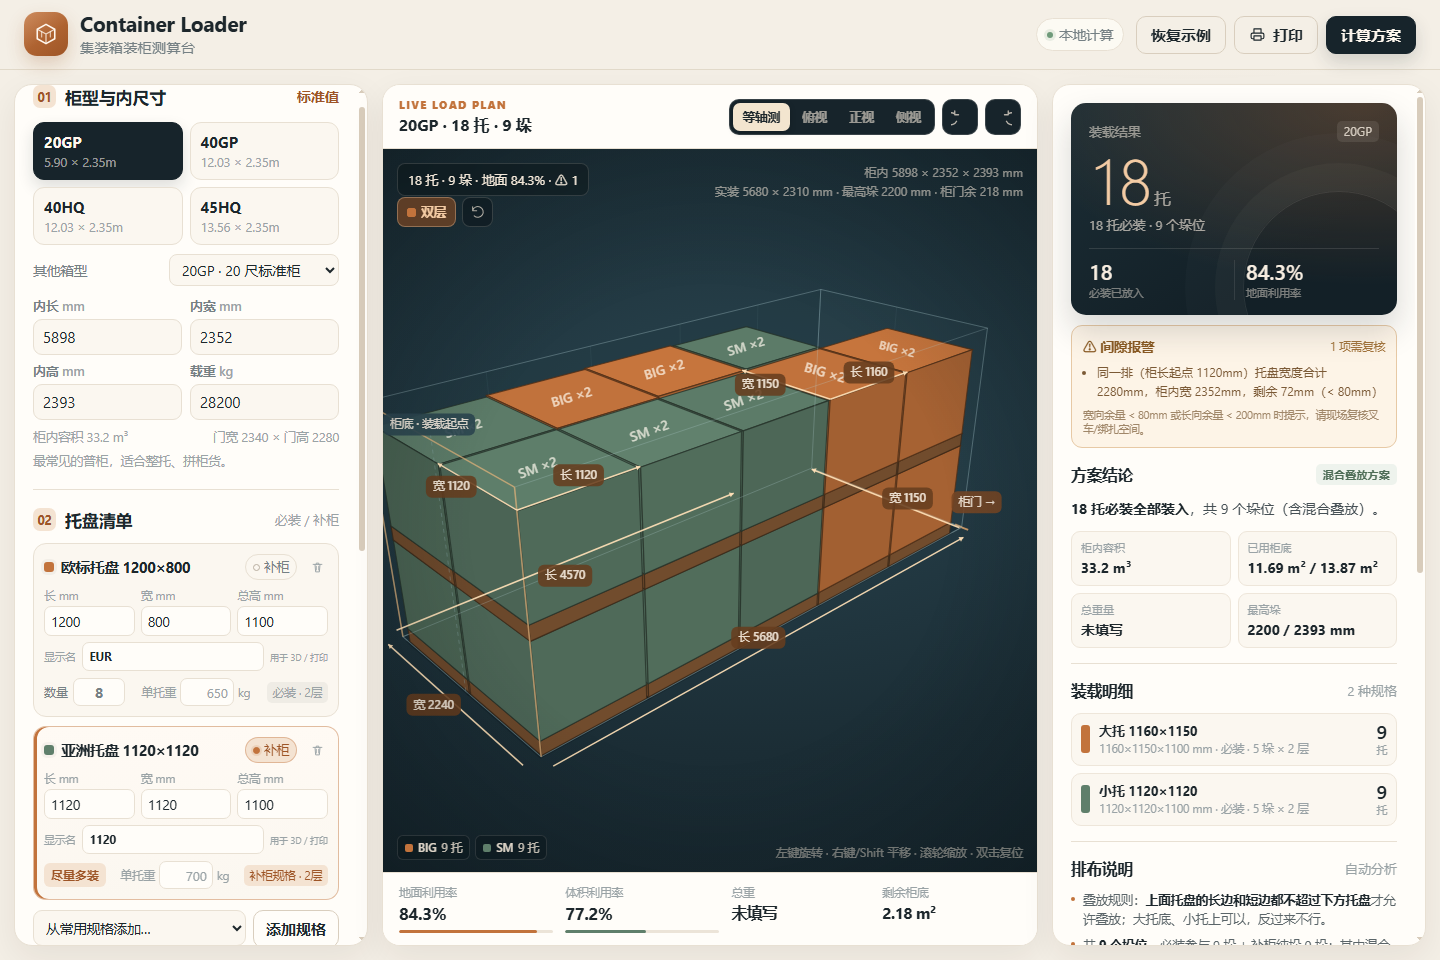 Container Loader
集装箱装柜测算台
本地计算
恢复示例
打印
计算方案
01 柜型与内尺寸 标准值
20GP
5.90 × 2.35m
40GP
12.03 × 2.35m
40HQ
12.03 × 2.35m
45HQ
13.56 × 2.35m
其他箱型 20GP · 20 尺标准柜
内长 mm 内宽 mm
5898 2352
内高 mm 载重 kg
2393 28200
柜内容积 33.2 m³ 门宽 2340 × 门高 2280
最常见的普柜，适合整托、拼柜货。
02 托盘清单 必装 / 补柜
欧标托盘 1200×800 补柜
长 mm 宽 mm 总高 mm
1200 800 1100
显示名 EUR 用于 3D / 打印
数量 8 单托重 650 kg 必装 · 2层
亚洲托盘 1120×1120 补柜
长 mm 宽 mm 总高 mm
1120 1120 1100
显示名 1120 用于 3D / 打印
尽量多装 单托重 700 kg 补柜规格 · 2层
从常用规格添加... 添加规格
LIVE LOAD PLAN
20GP · 18 托 · 9 垛
等轴测 俯视 正视 侧视
18 托 · 9 垛 · 地面 84.3% · ⚠ 1
双层
柜内 5898 × 2352 × 2393 mm
实装 5680 × 2310 mm · 最高垛 2200 mm · 柜门余 218 mm
SM ×2
BIG ×2
BIG ×2
BIG ×2
BIG ×2
长 1160
宽 1150
SM ×2
柜底 · 装载起点
SM ×2
SM ×2
长 1120
宽 1120
宽 1150
柜门 →
长 4570
长 5680
宽 2240
BIG 9 托
SM 9 托
左键旋转 · 右键/Shift 平移 · 滚轮缩放 · 双击复位
地面利用率
84.3%
体积利用率
77.2%
总重
未填写
剩余柜底
2.18 m²
装载结果 20GP
18 托
18 托必装 · 9 个垛位
18
必装已放入
84.3%
地面利用率
间隙报警 1 项需复核
同一排（柜长起点 1120mm）托盘宽度合计
2280mm，柜内宽 2352mm，剩余 72mm（< 80mm）
宽向余量 < 80mm 或长向余量 < 200mm 时提示，请现场复核叉
车/绑扎空间。
方案结论 混合叠放方案
18 托必装全部装入，共 9 个垛位（含混合叠放）。
柜内容积
33.2 m³
已用柜底
11.69 m² / 13.87 m²
总重量
未填写
最高垛
2200 / 2393 mm
装载明细 2 种规格
大托 1160×1150
1160×1150×1100 mm · 必装 · 5 垛 × 2 层
9
托
小托 1120×1120
1120×1120×1100 mm · 必装 · 5 垛 × 2 层
9
托
排布说明 自动分析
叠放规则：上面托盘的长边和短边都不超过下方托盘才允
许叠放；大托底、小托上可以，反过来不行。